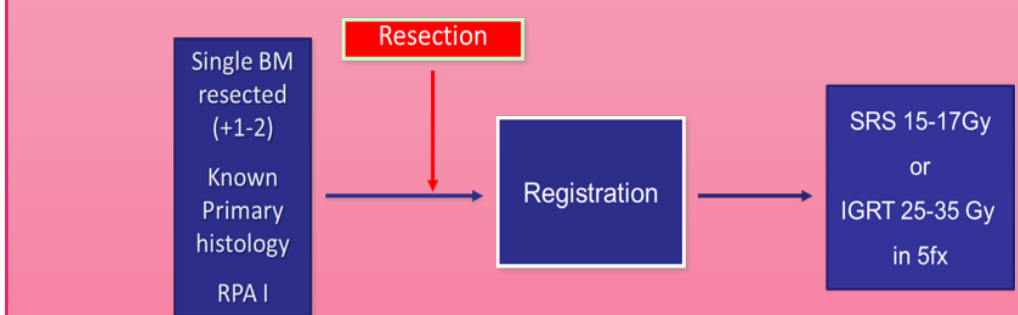 Resection
Single BM
resected
(+1-2)
Known
Primary
histology
RPA I
Registration
SRS 15-17Gy
or
IGRT 25-35 Gy
in 5fx